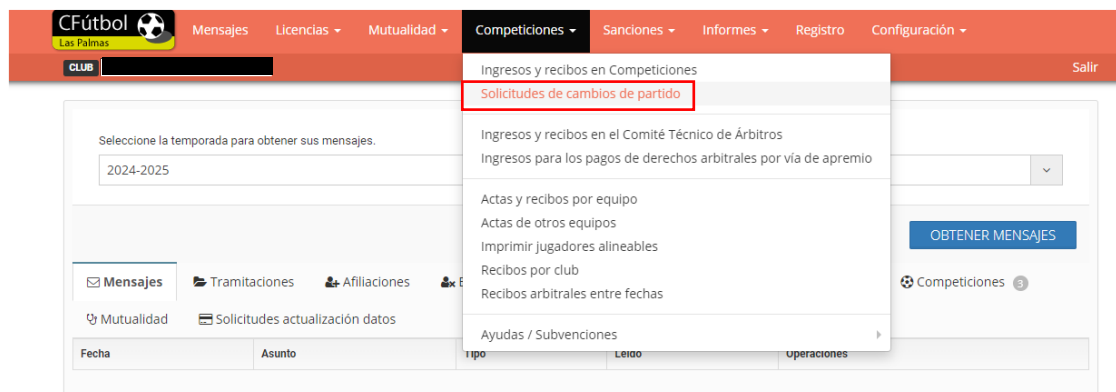 CFútbol
Las Palmas
Mensajes Licencias Mutualidad Competiciones Sanciones Informes Registro Configuración
CLUB
Salir
Ingresos y recibos en Competiciones
Solicitudes de cambios de partido
Ingresos y recibos en el Comité Técnico de Árbitros
Ingresos para los pagos de derechos arbitrales por vía de apremio
Actas y recibos por equipo
Actas de otros equipos
Imprimir jugadores alineables
Recibos por club
Recibos arbitrales entre fechas
Ayudas / Subvenciones
Seleccione la temporada para obtener sus mensajes.
2024-2025
OBTENER MENSAJES
Mensajes Tramitaciones Afiliaciones Competiciones 3
Mutualidad Solicitudes actualización datos
Fecha Asunto Tipo Leído Operaciones